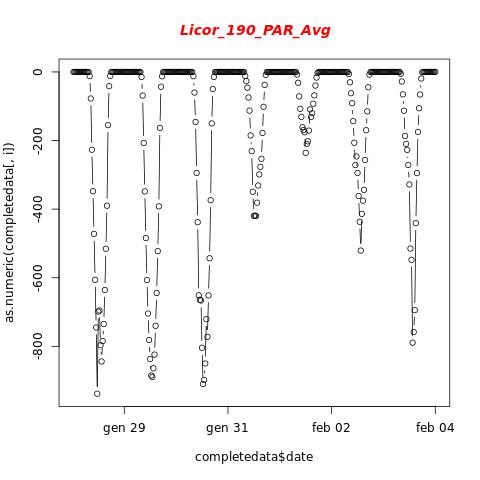 Licor_190_PAR_Avg
as.numeric(completedata[, i])
0
-200
-400
-600
-800
gen 29
gen 31
feb 02
feb 04
completedata$date